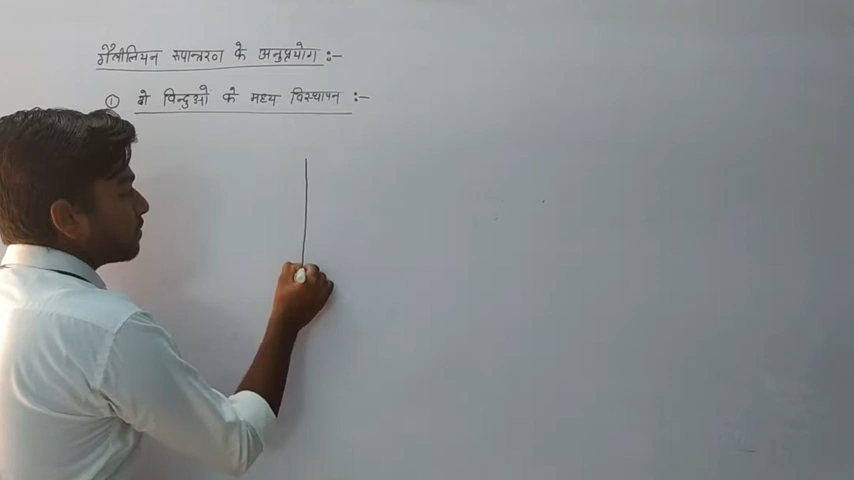 गैलीलियन रूपान्तरण के अनुप्रयोग :-
① दो बिन्दुओं के मध्य विस्थापन :-